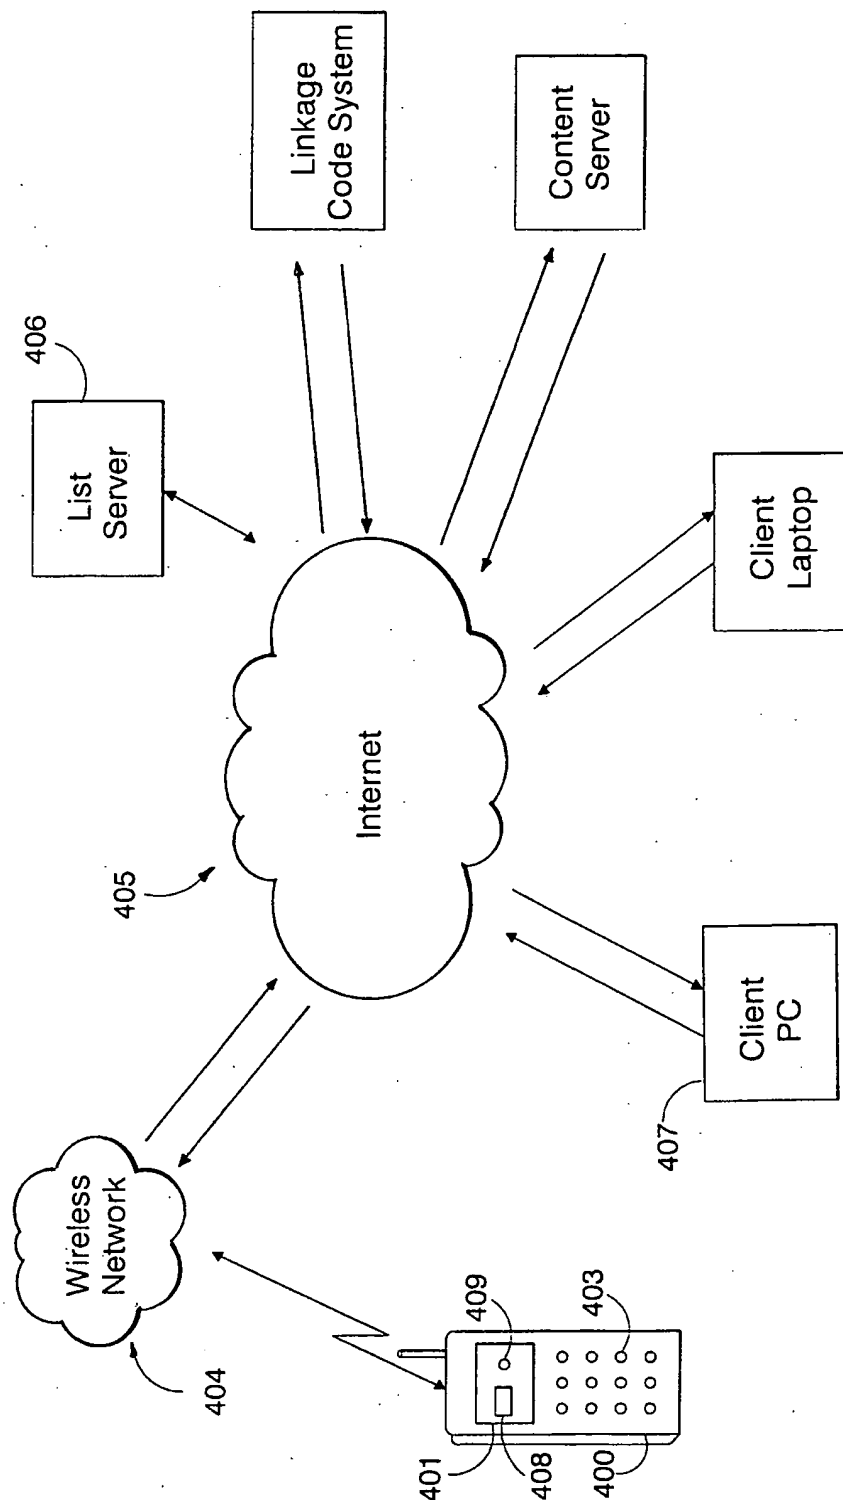 406
List
Server
Linkage
Code System
Content
Server
405
Internet
Client
Laptop
Client
PC
407
Wireless
Network
404
409
403
401
408
400